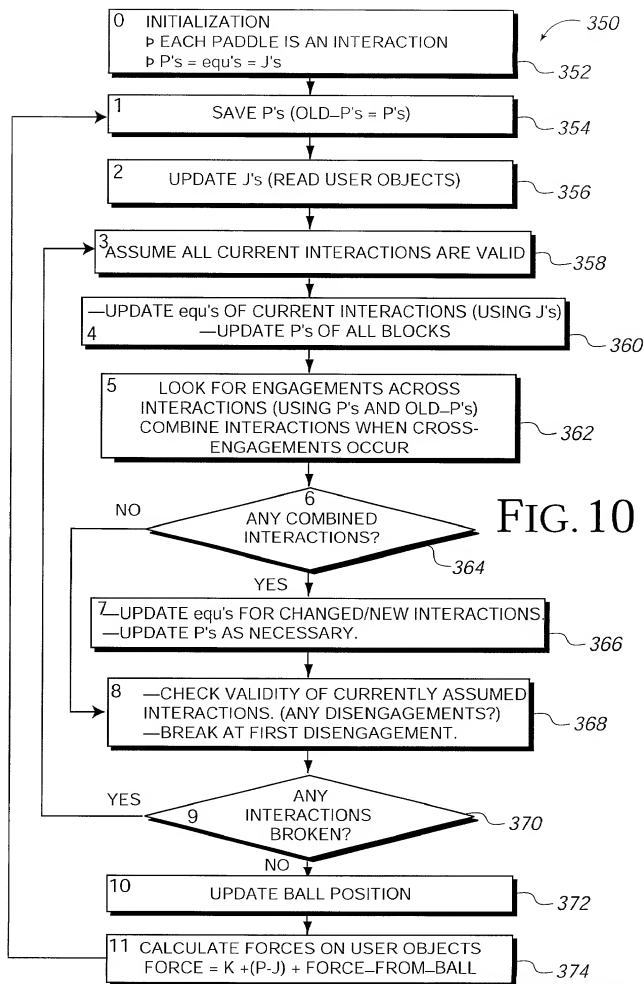 0 INITIALIZATION
Þ EACH PADDLE IS AN INTERACTION
Þ P's = equ's = J's
350
352
1 SAVE P's (OLD_P's = P's)
354
2 UPDATE J's (READ USER OBJECTS)
356
3 ASSUME ALL CURRENT INTERACTIONS ARE VALID
358
—UPDATE equ's OF CURRENT INTERACTIONS (USING J's)
4 —UPDATE P's OF ALL BLOCKS
360
5 LOOK FOR ENGAGEMENTS ACROSS
INTERACTIONS (USING P's AND OLD_P's)
COMBINE INTERACTIONS WHEN CROSS-
ENGAGEMENTS OCCUR
362
6
ANY COMBINED
INTERACTIONS?
NO
364
YES
FIG. 10
7 —UPDATE equ's FOR CHANGED/NEW INTERACTIONS.
—UPDATE P's AS NECESSARY.
366
8 —CHECK VALIDITY OF CURRENTLY ASSUMED
INTERACTIONS. (ANY DISENGAGEMENTS?)
—BREAK AT FIRST DISENGAGEMENT.
368
YES
9 ANY
INTERACTIONS
BROKEN?
370
NO
10 UPDATE BALL POSITION
372
11 CALCULATE FORCES ON USER OBJECTS
FORCE = K +(P-J) + FORCE_FROM_BALL
374